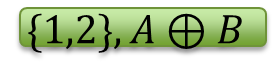 {1,2}, A ⊕ B